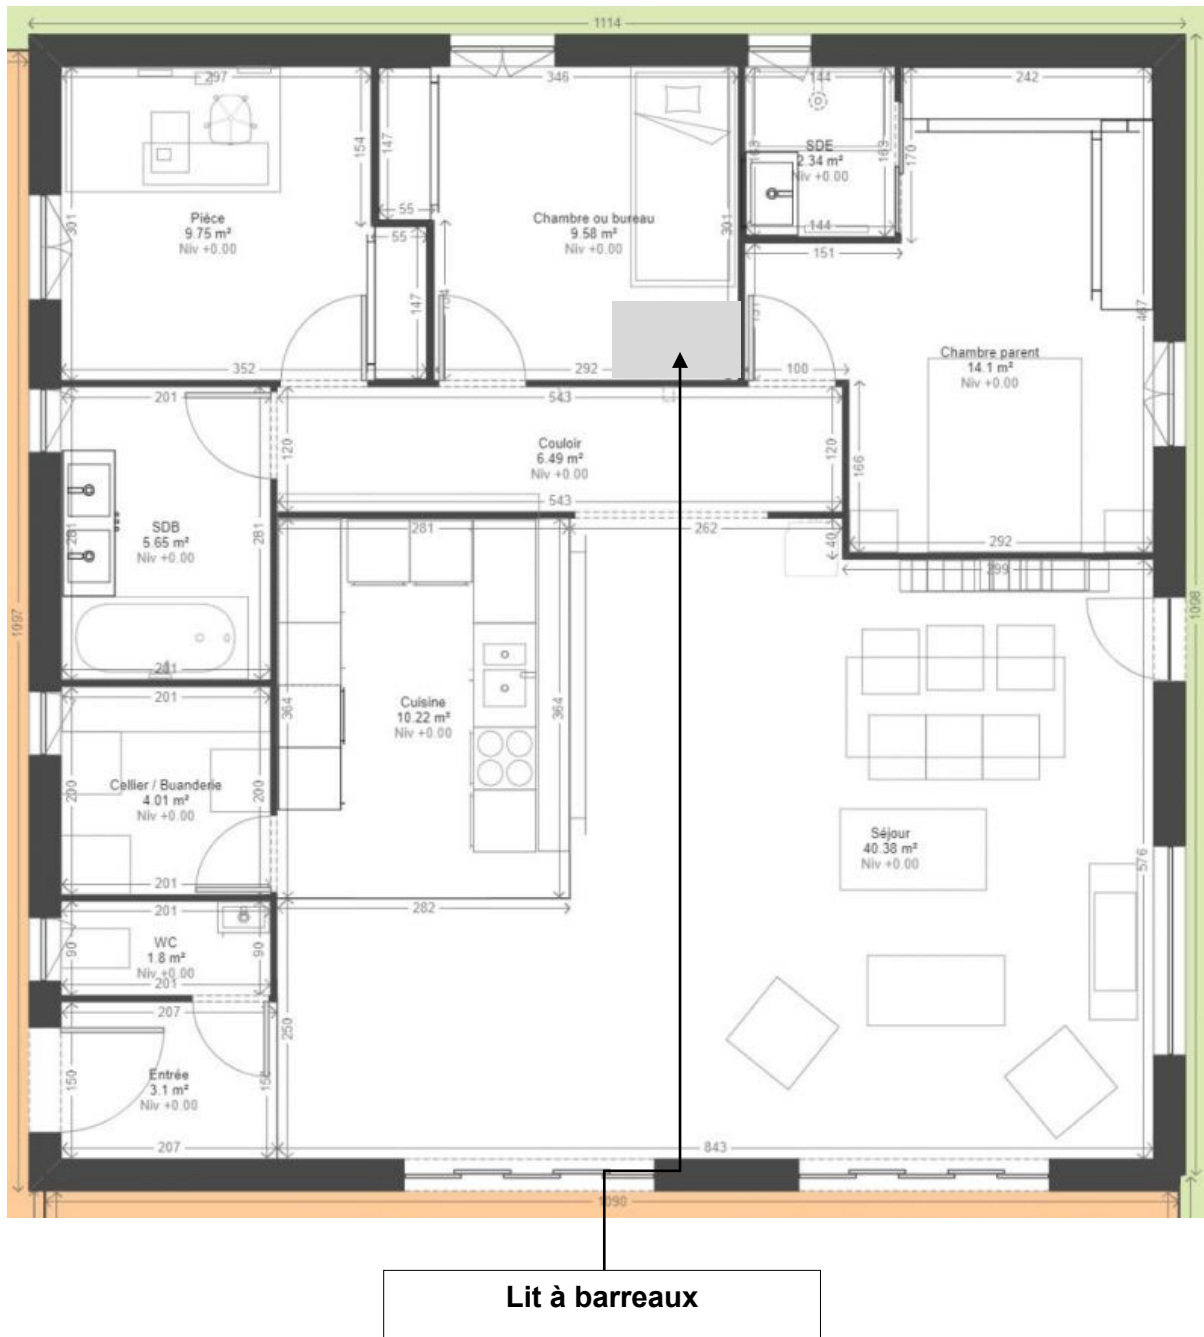 1114
297
346
144
242
154
147
163
SDE
2.34 m²
Niv +0.00
163
170
301
Pièce
9.75 m²
Niv +0.00
55
55
Chambre ou bureau
9.58 m²
Niv +0.00
301
144
151
147
467
352
292
100
Chambre parent
14.1 m²
Niv +0.00
201
543
120
Couloir
6.49 m²
Niv +0.00
120
166
543
281
SDB
5.65 m²
Niv +0.00
281
281
262
40
292
299
1097
1098
201
364
Cuisine
10.22 m²
Niv +0.00
364
200
Cellier / Buanderie
4.01 m²
Niv +0.00
200
201
Séjour
40.38 m²
Niv +0.00
576
201
282
90
WC
1.8 m²
Niv +0.00
90
201
207
250
150
Entrée
3.1 m²
Niv +0.00
207
843
1090
Lit à barreaux